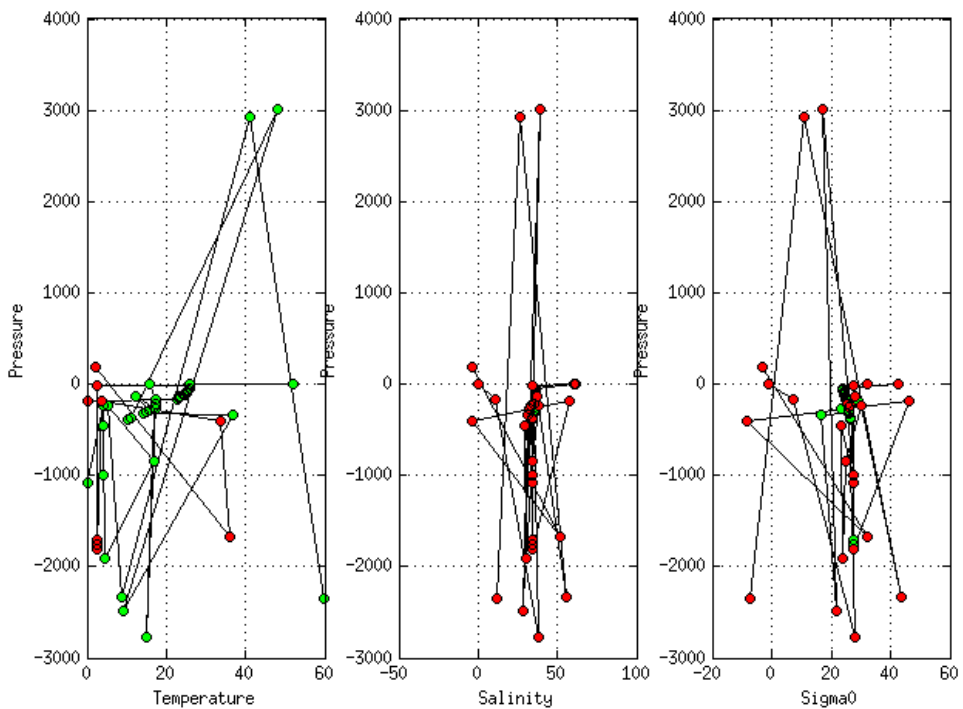 4000 4000 4000
3000 3000 3000
2000 2000 2000
1000 1000 1000
0 0 0
−1000 −1000 −1000
−2000 −2000 −2000
−3000 −3000 −3000
Pressure Pressure Pressure
0 20 40 60 −50 0 50 100 −20 0 20 40 60
Temperature Salinity Sigma0